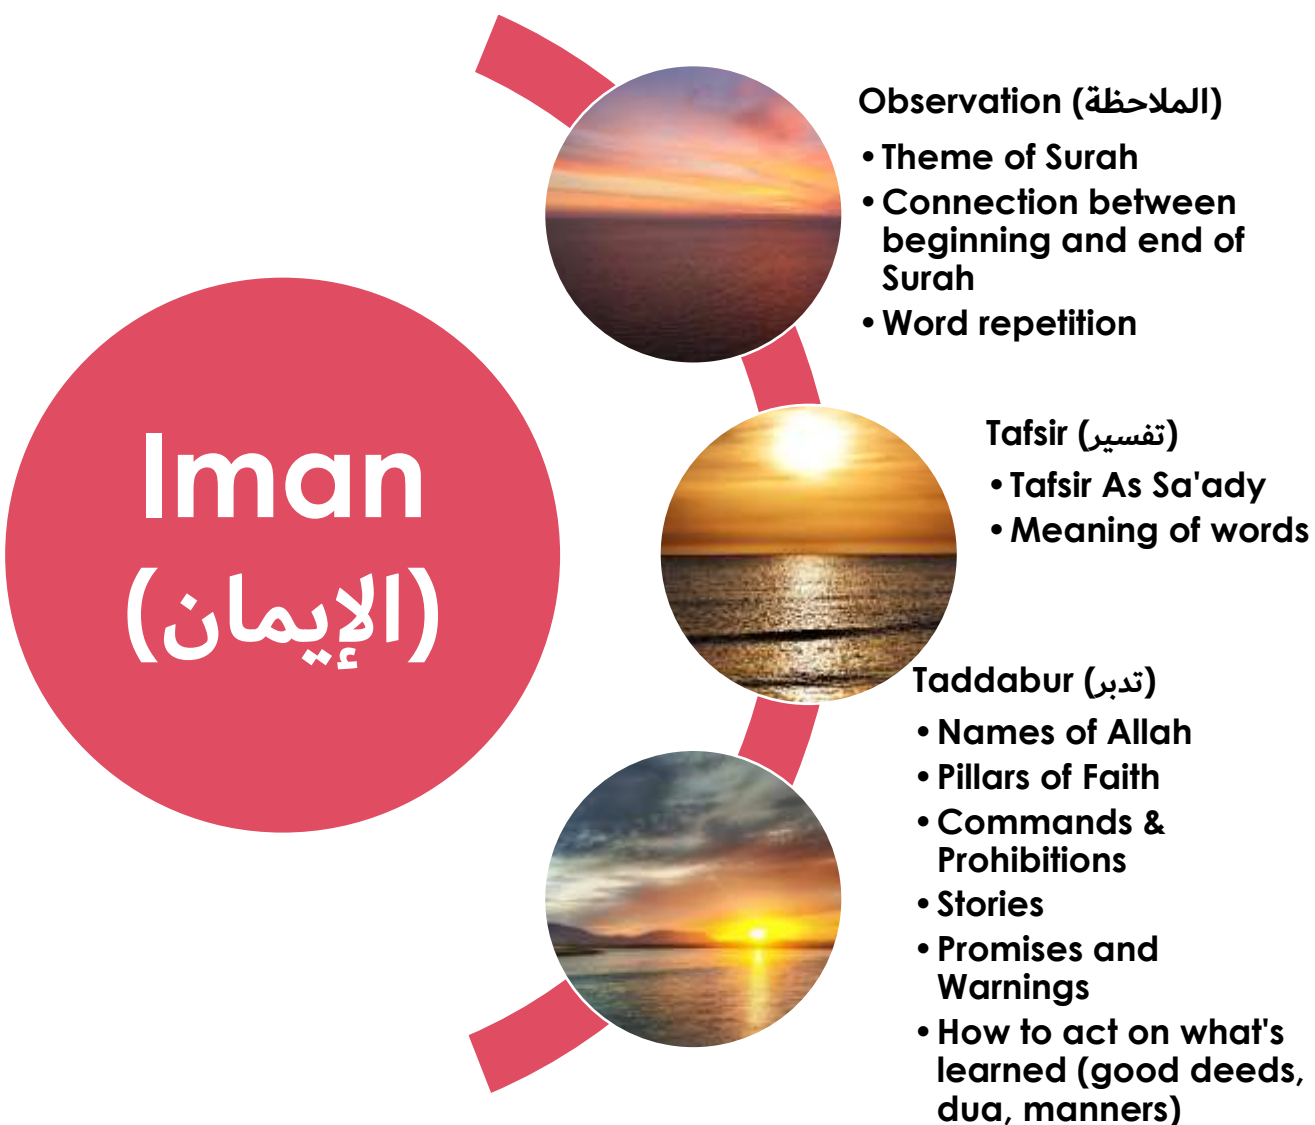 Iman
(الإيمان)
Observation (الملاحظة)
• Theme of Surah
• Connection between
beginning and end of
Surah
• Word repetition
Tafsir (تفسير)
• Tafsir As Sa'ady
• Meaning of words
Taddabur (تدبر)
• Names of Allah
• Pillars of Faith
• Commands &
Prohibitions
• Stories
• Promises and
Warnings
• How to act on what's
learned (good deeds,
dua, manners)